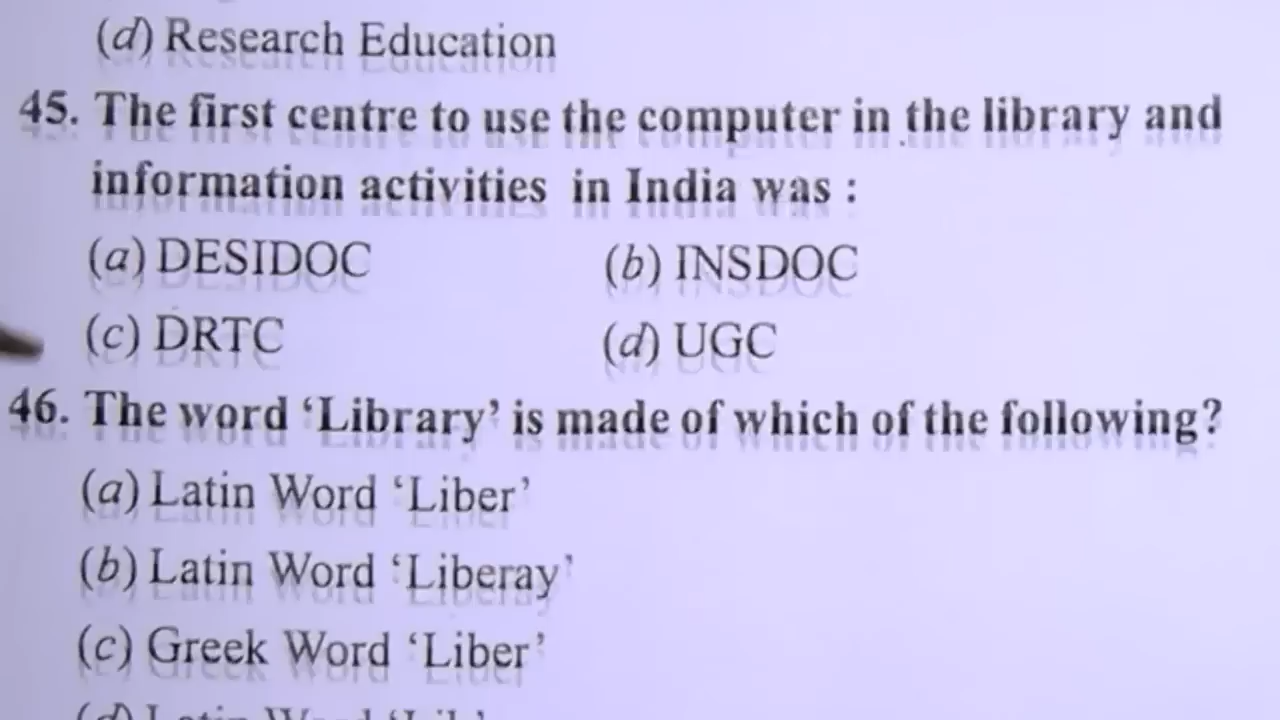 (d) Research Education
45. The first centre to use the computer in the library and
information activities in India was :
(a) DESIDOC (b) INSDOC
(c) DRTC (d) UGC
46. The word ‘Library’ is made of which of the following?
(a) Latin Word ‘Liber’
(b) Latin Word ‘Liberay’
(c) Greek Word ‘Liber’
(d) Latin Word